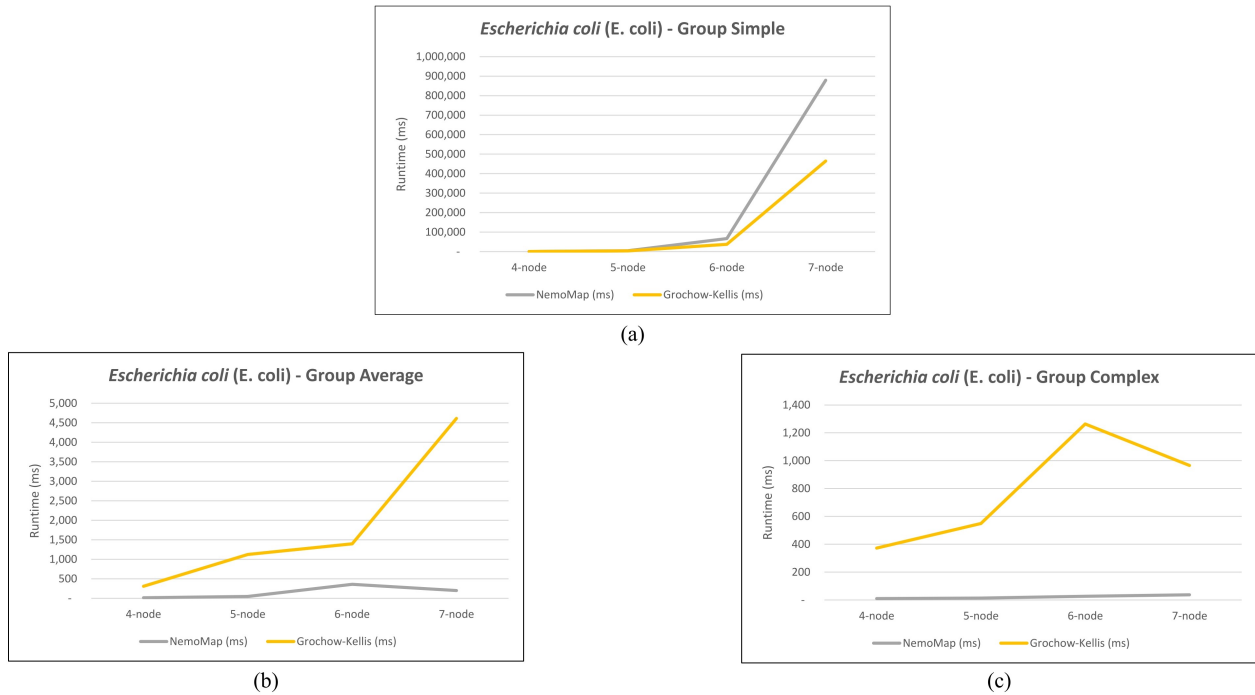 Escherichia coli (E. coli) - Group Simple
1,000,000
900,000
800,000
700,000
600,000
500,000
400,000
300,000
200,000
100,000
-
Runtime (ms)
4-node 5-node 6-node 7-node
NemoMap (ms) Grochow-Kellis (ms)
(a)
Escherichia coli (E. coli) - Group Average
5,000
4,500
4,000
3,500
3,000
2,500
2,000
1,500
1,000
500
-
Runtime (ms)
4-node 5-node 6-node 7-node
NemoMap (ms) Grochow-Kellis (ms)
(b)
Escherichia coli (E. coli) - Group Complex
1,400
1,200
1,000
800
600
400
200
-
Runtime (ms)
4-node 5-node 6-node 7-node
NemoMap (ms) Grochow-Kellis (ms)
(c)